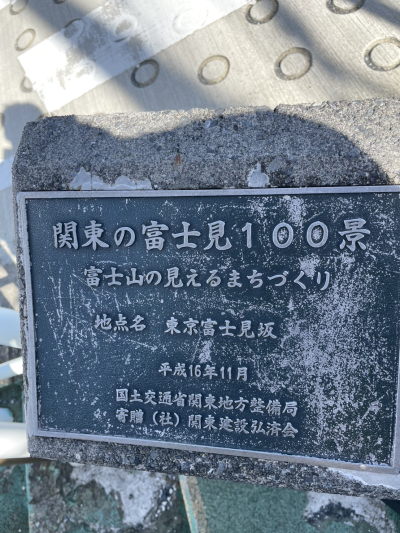 関東の富士見１００景
富士山の見えるまちづくり
地点名 東京富士見坂
平成16年11月
国土交通省関東地方整備局
寄贈（社）関東建設弘済会